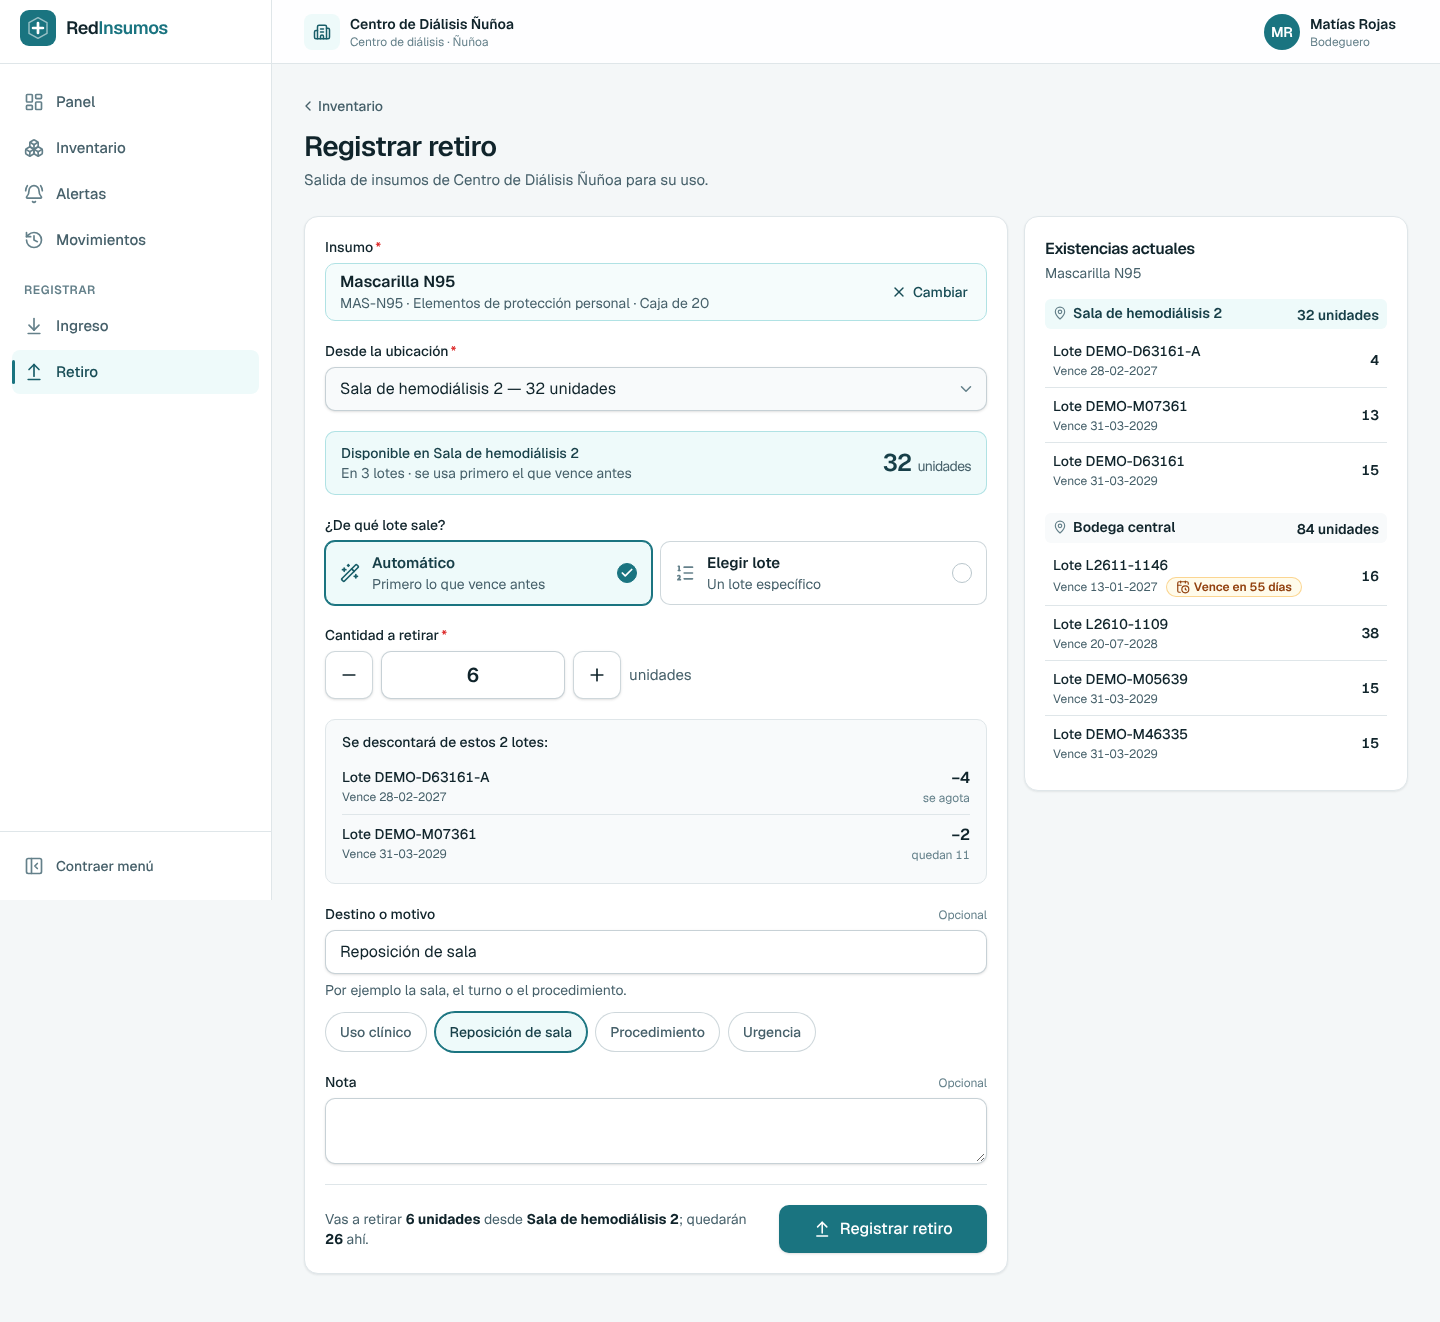 RedInsumos
Centro de Diálisis Ñuñoa
Centro de diálisis · Ñuñoa
MR
Matías Rojas
Bodeguero
Panel
Inventario
Alertas
Movimientos
REGISTRAR
Ingreso
Retiro
Contraer menú
Inventario
Registrar retiro
Salida de insumos de Centro de Diálisis Ñuñoa para su uso.
Insumo*
Mascarilla N95
MAS-N95 · Elementos de protección personal · Caja de 20
Cambiar
Desde la ubicación*
Sala de hemodiálisis 2 — 32 unidades
Disponible en Sala de hemodiálisis 2
En 3 lotes · se usa primero el que vence antes
32 unidades
¿De qué lote sale?
Automático
Primero lo que vence antes
Elegir lote
Un lote específico
Cantidad a retirar*
6
unidades
Se descontará de estos 2 lotes:
Lote DEMO-D63161-A
Vence 28-02-2027
−4
se agota
Lote DEMO-M07361
Vence 31-03-2029
−2
quedan 11
Destino o motivo
Opcional
Reposición de sala
Por ejemplo la sala, el turno o el procedimiento.
Uso clínico
Reposición de sala
Procedimiento
Urgencia
Nota
Opcional
Vas a retirar 6 unidades desde Sala de hemodiálisis 2; quedarán
26 ahí.
Registrar retiro
Existencias actuales
Mascarilla N95
Sala de hemodiálisis 2
32 unidades
Lote DEMO-D63161-A
Vence 28-02-2027
4
Lote DEMO-M07361
Vence 31-03-2029
13
Lote DEMO-D63161
Vence 31-03-2029
15
Bodega central
84 unidades
Lote L2611-1146
Vence 13-01-2027
Vence en 55 días
16
Lote L2610-1109
Vence 20-07-2028
38
Lote DEMO-M05639
Vence 31-03-2029
15
Lote DEMO-M46335
Vence 31-03-2029
15